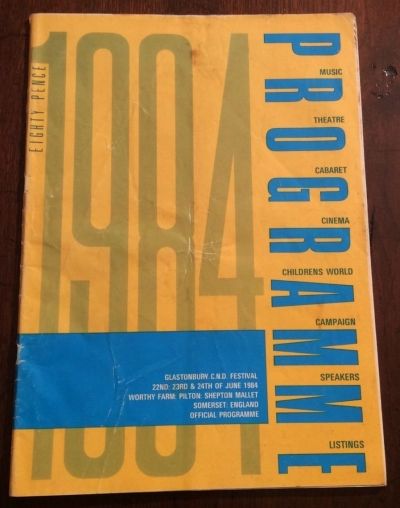 EIGHTY PENCE
1984
PROGRAMME
MUSIC
THEATRE
CABARET
CINEMA
CHILDRENS WORLD
CAMPAIGN
SPEAKERS
LISTINGS
GLASTONBURY C.N.D. FESTIVAL
22ND: 23RD & 24TH OF JUNE 1984
WORTHY FARM: PILTON: SHEPTON MALLET
SOMERSET: ENGLAND
OFFICIAL PROGRAMME
1984